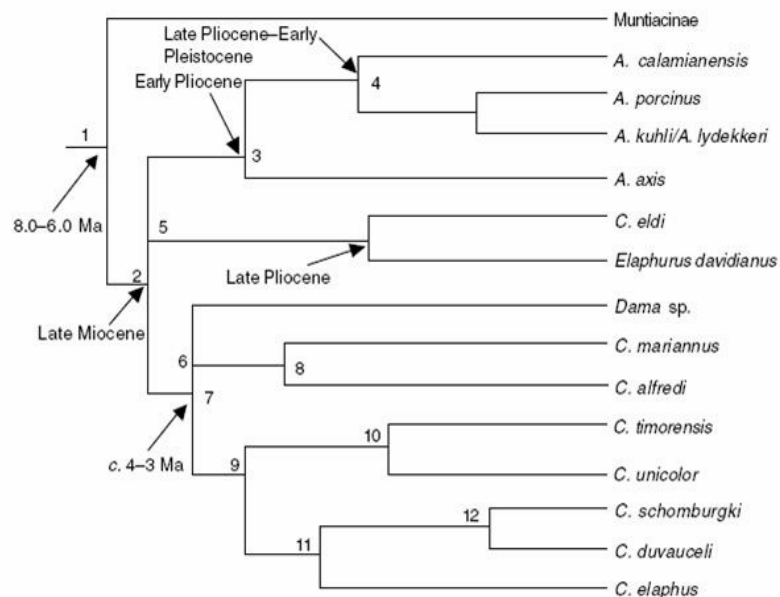 Muntiacinae
Late Pliocene–Early
Pleistocene
A. calamianensis
4
Early Pliocene
A. porcinus
1
A. kuhli/A. lydekkeri
3
A. axis
8.0–6.0 Ma
5
C. eldi
2
Late Pliocene
Elaphurus davidianus
Late Miocene
Dama sp.
6
C. mariannus
8
7
C. alfredi
10
C. timorensis
c. 4–3 Ma
9
C. unicolor
12
C. schomburgki
11
C. duvauceli
C. elaphus